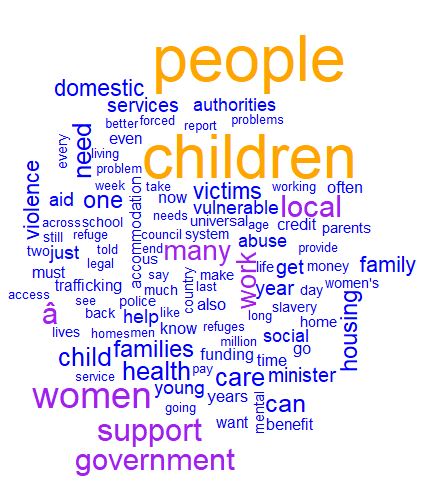 people
domestic
services authorities
better forced report problems
every need even
living
children
problem
week take now victims working often
violence aid one accommodation needs vulnerable local
across school universal age credit parents
still refuge council system
two just told end many abuse provide
must legal us work life get money family
access trafficking say make country last year day women's
see much
â back police like also long slavery home housing
lives homes men help know refuges million social go
child families funding time
service health pay care minister
women young years mental can
going want benefit
support
government